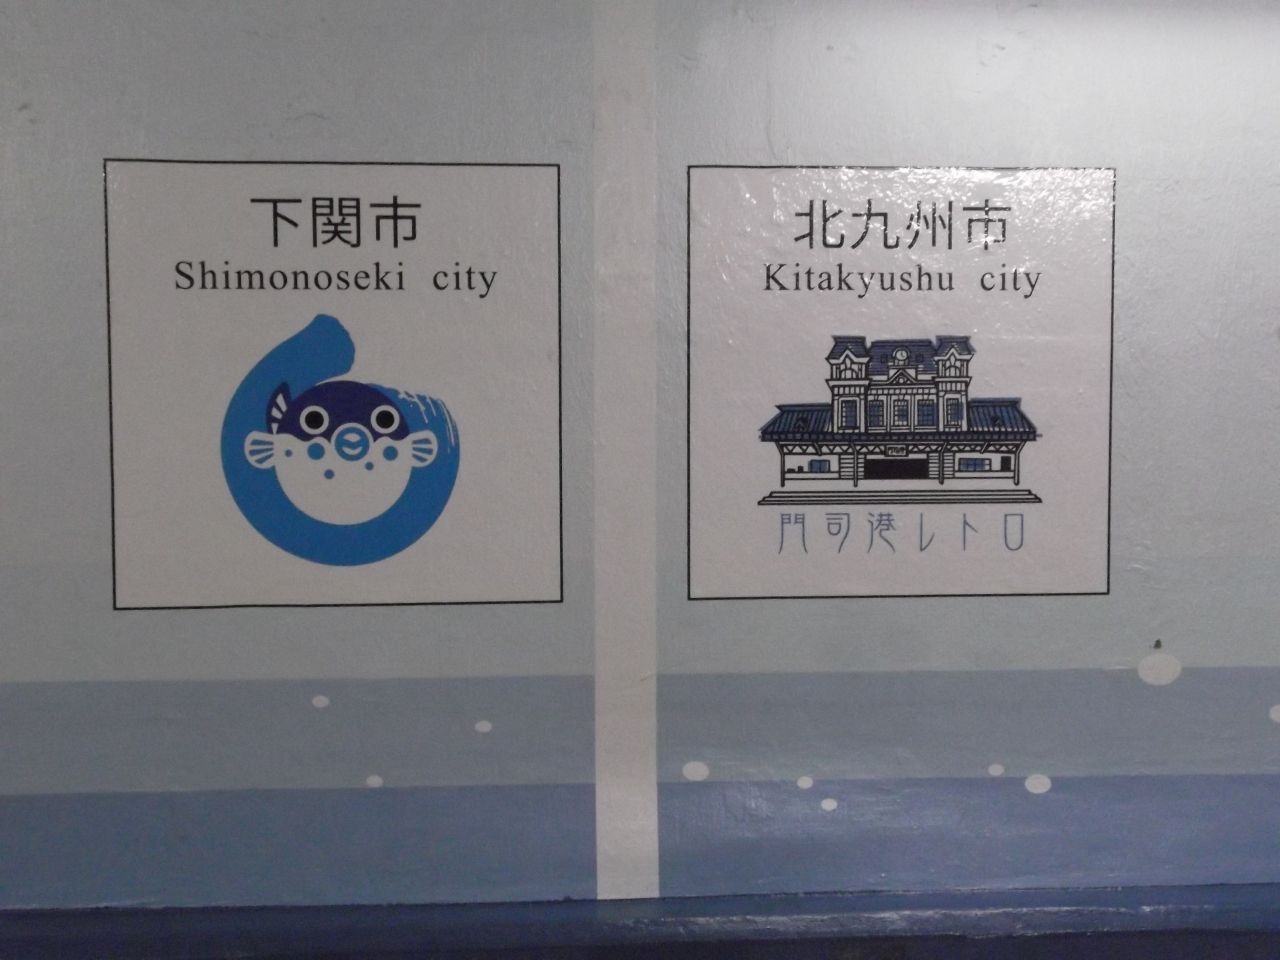 下関市
Shimonoseki city
北九州市
Kitakyushu city
門司港レトロ